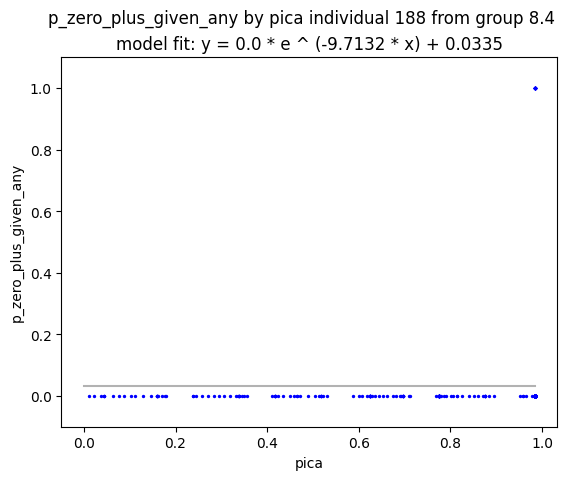 p_zero_plus_given_any by pica individual 188 from group 8.4
model fit: y = 0.0 * e ^ (-9.7132 * x) + 0.0335
p_zero_plus_given_any
1.0
0.8
0.6
0.4
0.2
0.0
0.0 0.2 0.4 0.6 0.8 1.0
pica